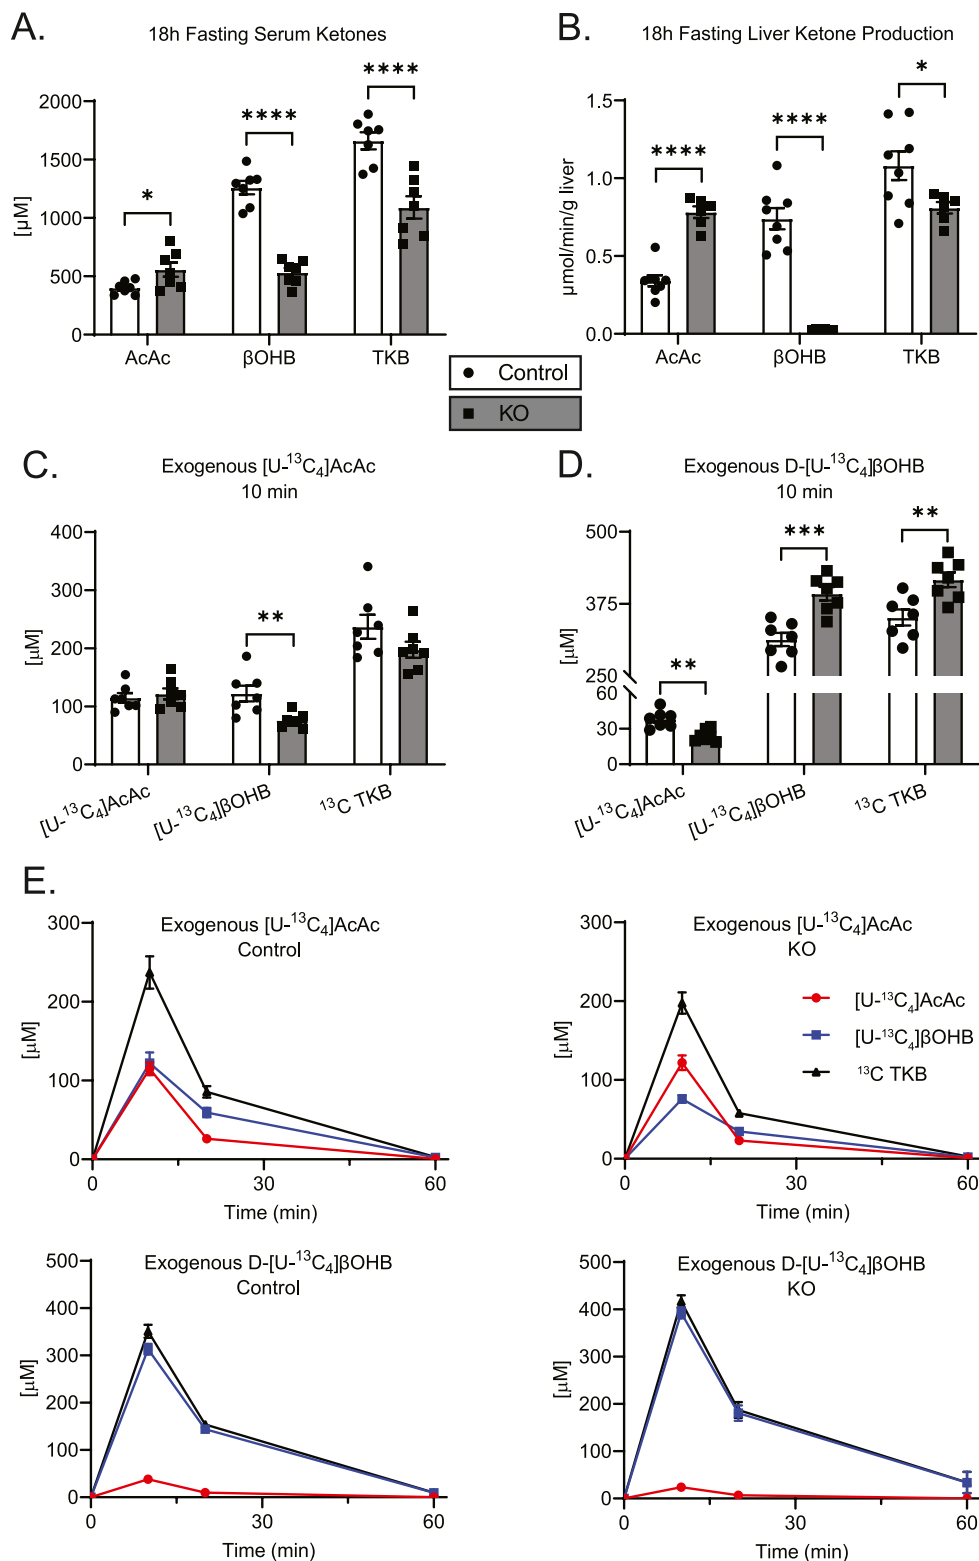 A.
18h Fasting Serum Ketones
[µM]
2000
1500
1000
500
0
*
****
****
AcAc
βOHB
TKB
B.
18h Fasting Liver Ketone Production
µmol/min/g liver
1.5
1.0
0.5
0.0
****
****
*
AcAc
βOHB
TKB
Control
KO
C.
Exogenous [U-¹³C₄]AcAc
10 min
[µM]
400
300
200
100
0
**
[U-¹³C₄]AcAc
[U-¹³C₄]βOHB
¹³C TKB
D.
Exogenous D-[U-¹³C₄]βOHB
10 min
[µM]
500
375
250
60
30
0
**
***
**
[U-¹³C₄]AcAc
[U-¹³C₄]βOHB
¹³C TKB
E.
Exogenous [U-¹³C₄]AcAc
Control
[µM]
300
200
100
0
0
30
60
Time (min)
Exogenous [U-¹³C₄]AcAc
KO
[µM]
300
200
100
0
[U-¹³C₄]AcAc
[U-¹³C₄]βOHB
¹³C TKB
0
30
60
Time (min)
Exogenous D-[U-¹³C₄]βOHB
Control
[µM]
500
400
300
200
100
0
0
30
60
Time (min)
Exogenous D-[U-¹³C₄]βOHB
KO
[µM]
500
400
300
200
100
0
0
30
60
Time (min)